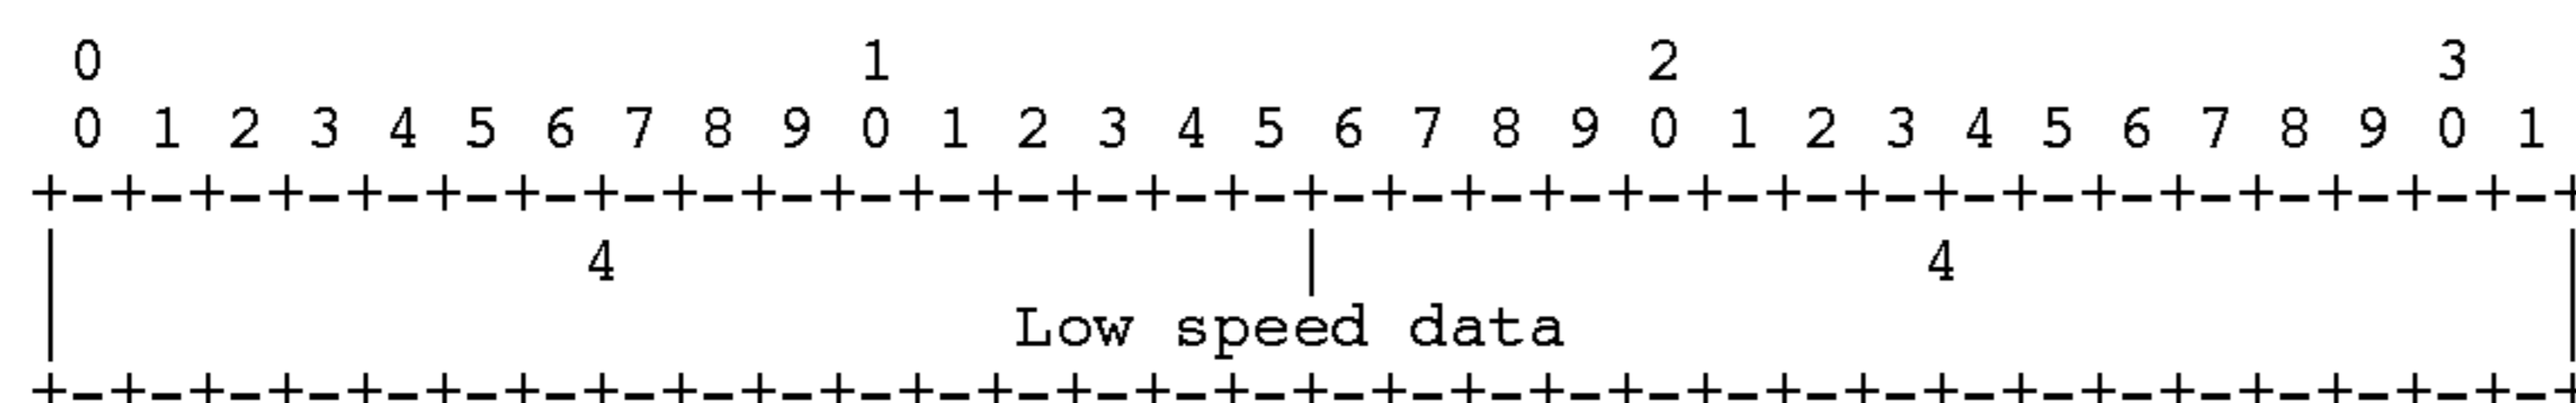 0                   1                   2                   3
 0 1 2 3 4 5 6 7 8 9 0 1 2 3 4 5 6 7 8 9 0 1 2 3 4 5 6 7 8 9 0 1
+-+-+-+-+-+-+-+-+-+-+-+-+-+-+-+-+-+-+-+-+-+-+-+-+-+-+-+-+-+-+-+-+
|             4                 |               4               |
|                        Low speed data                         |
+-+-+-+-+-+-+-+-+-+-+-+-+-+-+-+-+-+-+-+-+-+-+-+-+-+-+-+-+-+-+-+-+